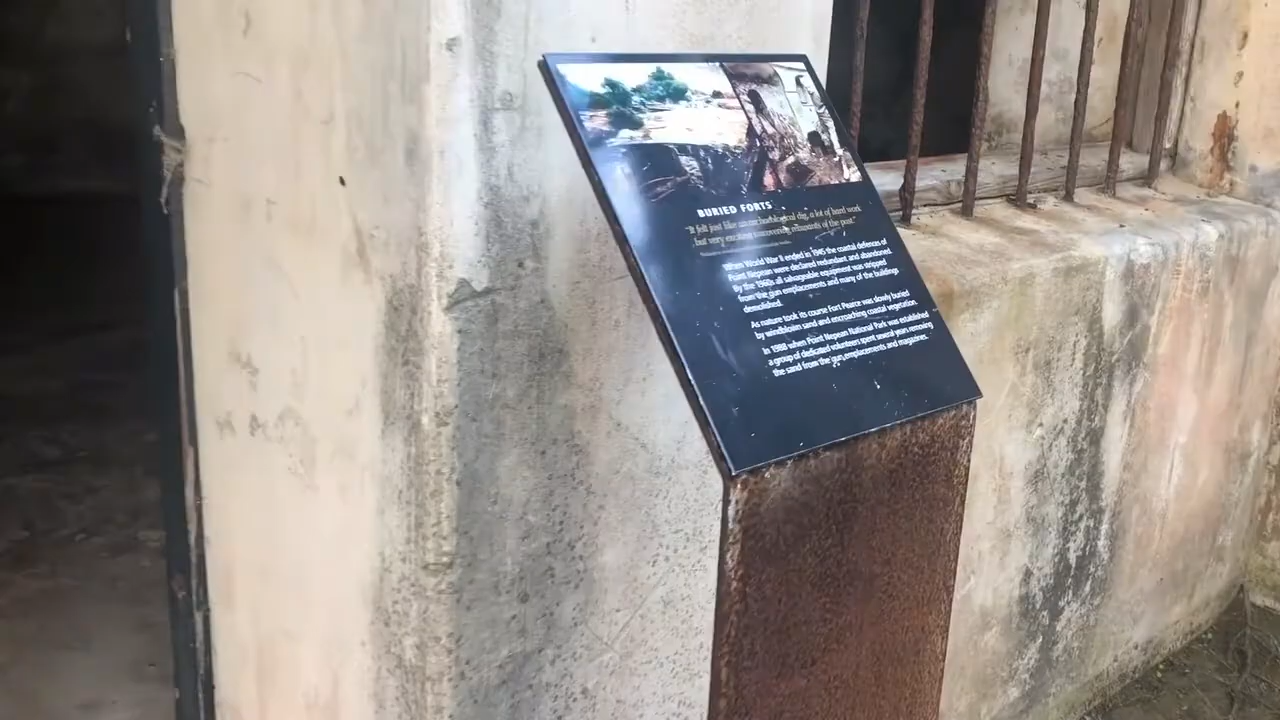 BURIED FORTS
"It felt just like an archaeological dig, a lot of hard work
but very exciting uncovering remnants of the past."
When World War II ended in 1945 the coastal defences of
Point Nepean were declared redundant and abandoned.
By the 1960s all salvageable equipment was stripped
from the gun emplacements and many of the buildings
demolished.
As nature took its course Fort Pearce was slowly buried
by windblown sand and encroaching coastal vegetation.
In 1988 when Point Nepean National Park was established
a group of dedicated volunteers spent several years removing
the sand from the gun emplacements and magazines.